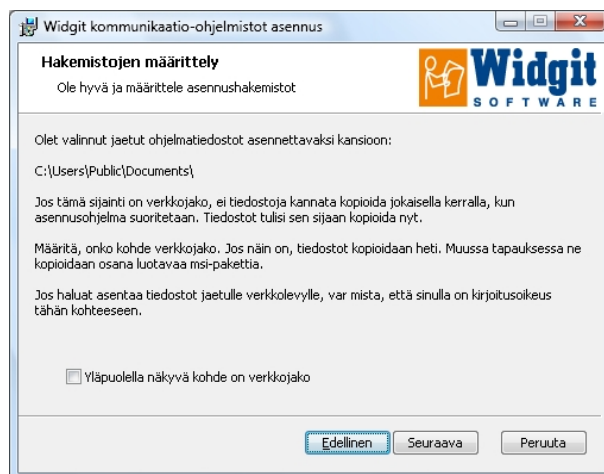 Widgit kommunikaatio-ohjelmistot asennus
Hakemistojen määrittely
Ole hyvä ja määrittele asennushakemistot
Widgit
SOFTWARE
Olet valinnut jaetut ohjelmatiedostot asennettavaksi kansioon:
C:\Users\Public\Documents\
Jos tämä sijainti on verkkojako, ei tiedostoja kannata kopioida jokaisella kerralla, kun
asennusohjelma suoritetaan. Tiedostot tulisi sen sijaan kopioida nyt.
Määritä, onko kohde verkkojako. Jos näin on, tiedostot kopioidaan heti. Muussa tapauksessa ne
kopioidaan osana luotavaa msi-pakettia.
Jos haluat asentaa tiedostot jaetulle verkkolevylle, var mista, että sinulla on kirjoitusoikeus
tähän kohteeseen.
Yläpuolella näkyvä kohde on verkkojako
Edellinen Seuraava Peruuta